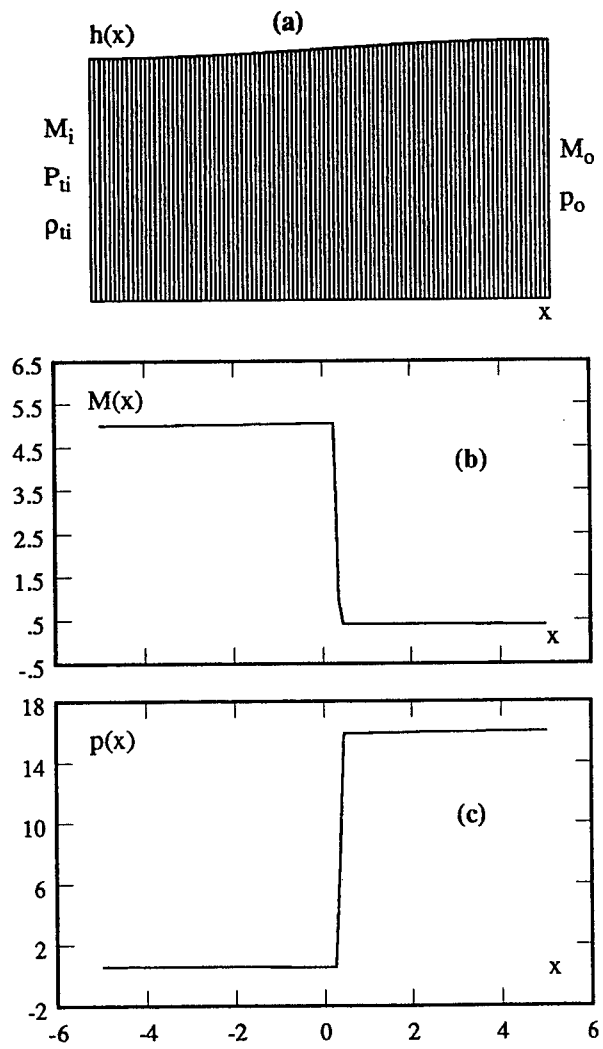 (a)
h(x)
M_i
P_ti
ρ_ti
M_o
p_o
x
6.5
5.5
4.5
3.5
2.5
1.5
.5
-.5
M(x)
(b)
x
18
14
10
6
2
-2
p(x)
(c)
x
-6 -4 -2 0 2 4 6